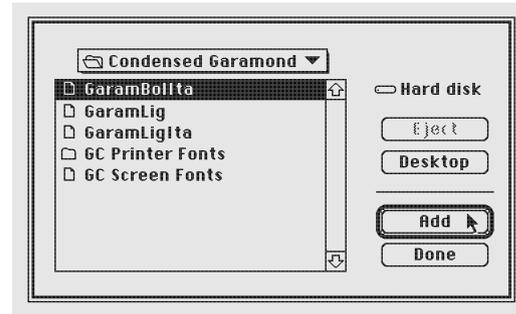 Condensed Garamond
GaramBolIta
GaramLig
GaramLigIta
GC Printer Fonts
GC Screen Fonts
Hard disk
Eject
Desktop
Add
Done